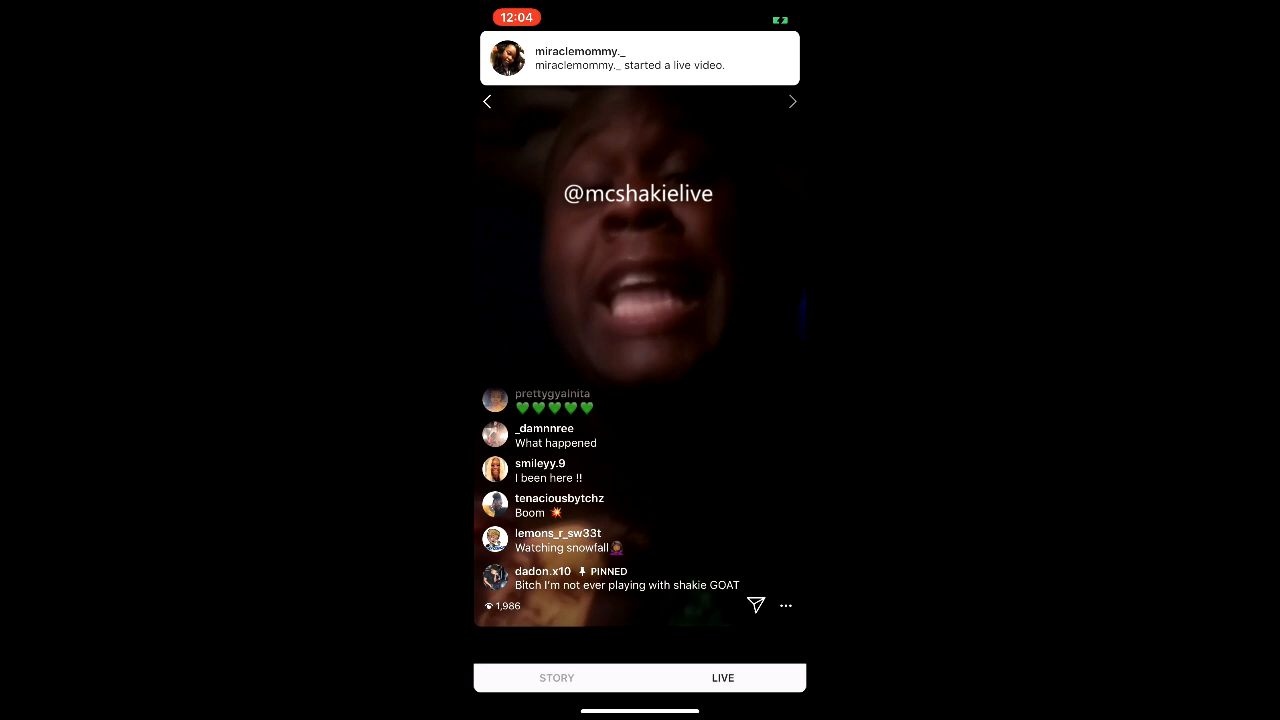 12:04
miraclemommy._
miraclemommy._ started a live video.
@mcshakielive
prettygyalnita
💚💚💚💚💚
_damnnree
What happened
smileyy.9
I been here !!
tenaciousbytchz
Boom 💥
lemons_r_sw33t
Watching snowfall🤦🏾‍♀️
dadon.x10 PINNED
Bitch I'm not ever playing with shakie GOAT
1,986
STORY LIVE